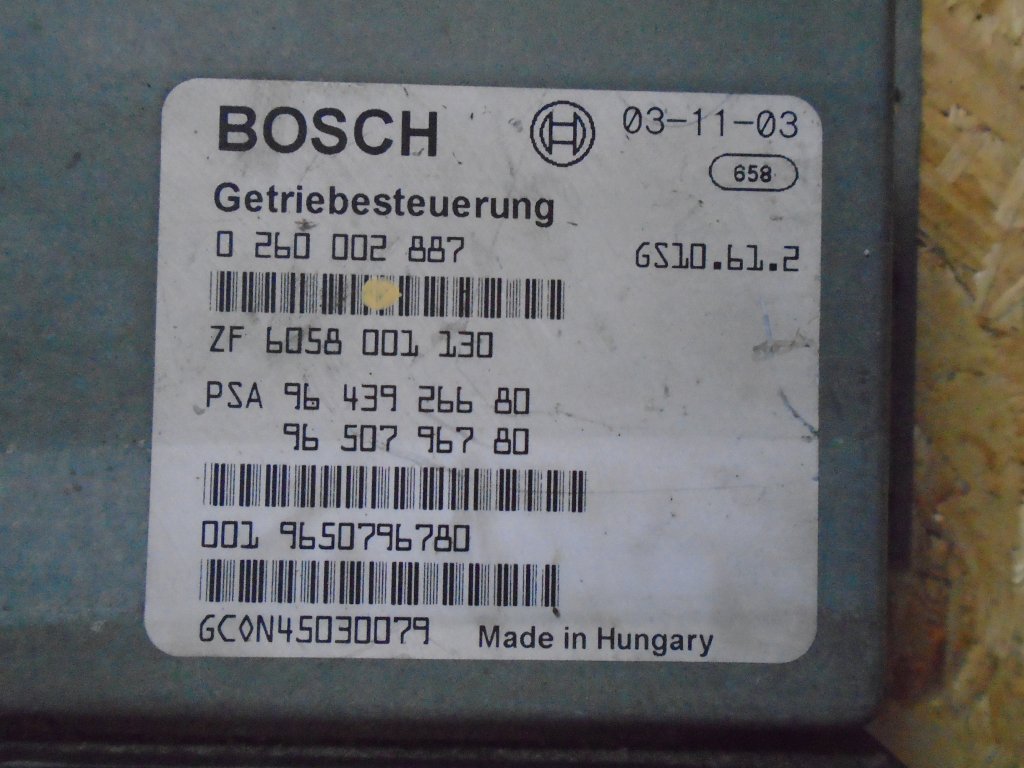 BOSCH
03-11-03
658
Getriebesteuerung
0 260 002 887
GS10.61.2
ZF 6058 001 130
PSA 96 439 266 80
96 507 967 80
001 9650796780
GC0N45030079
Made in Hungary